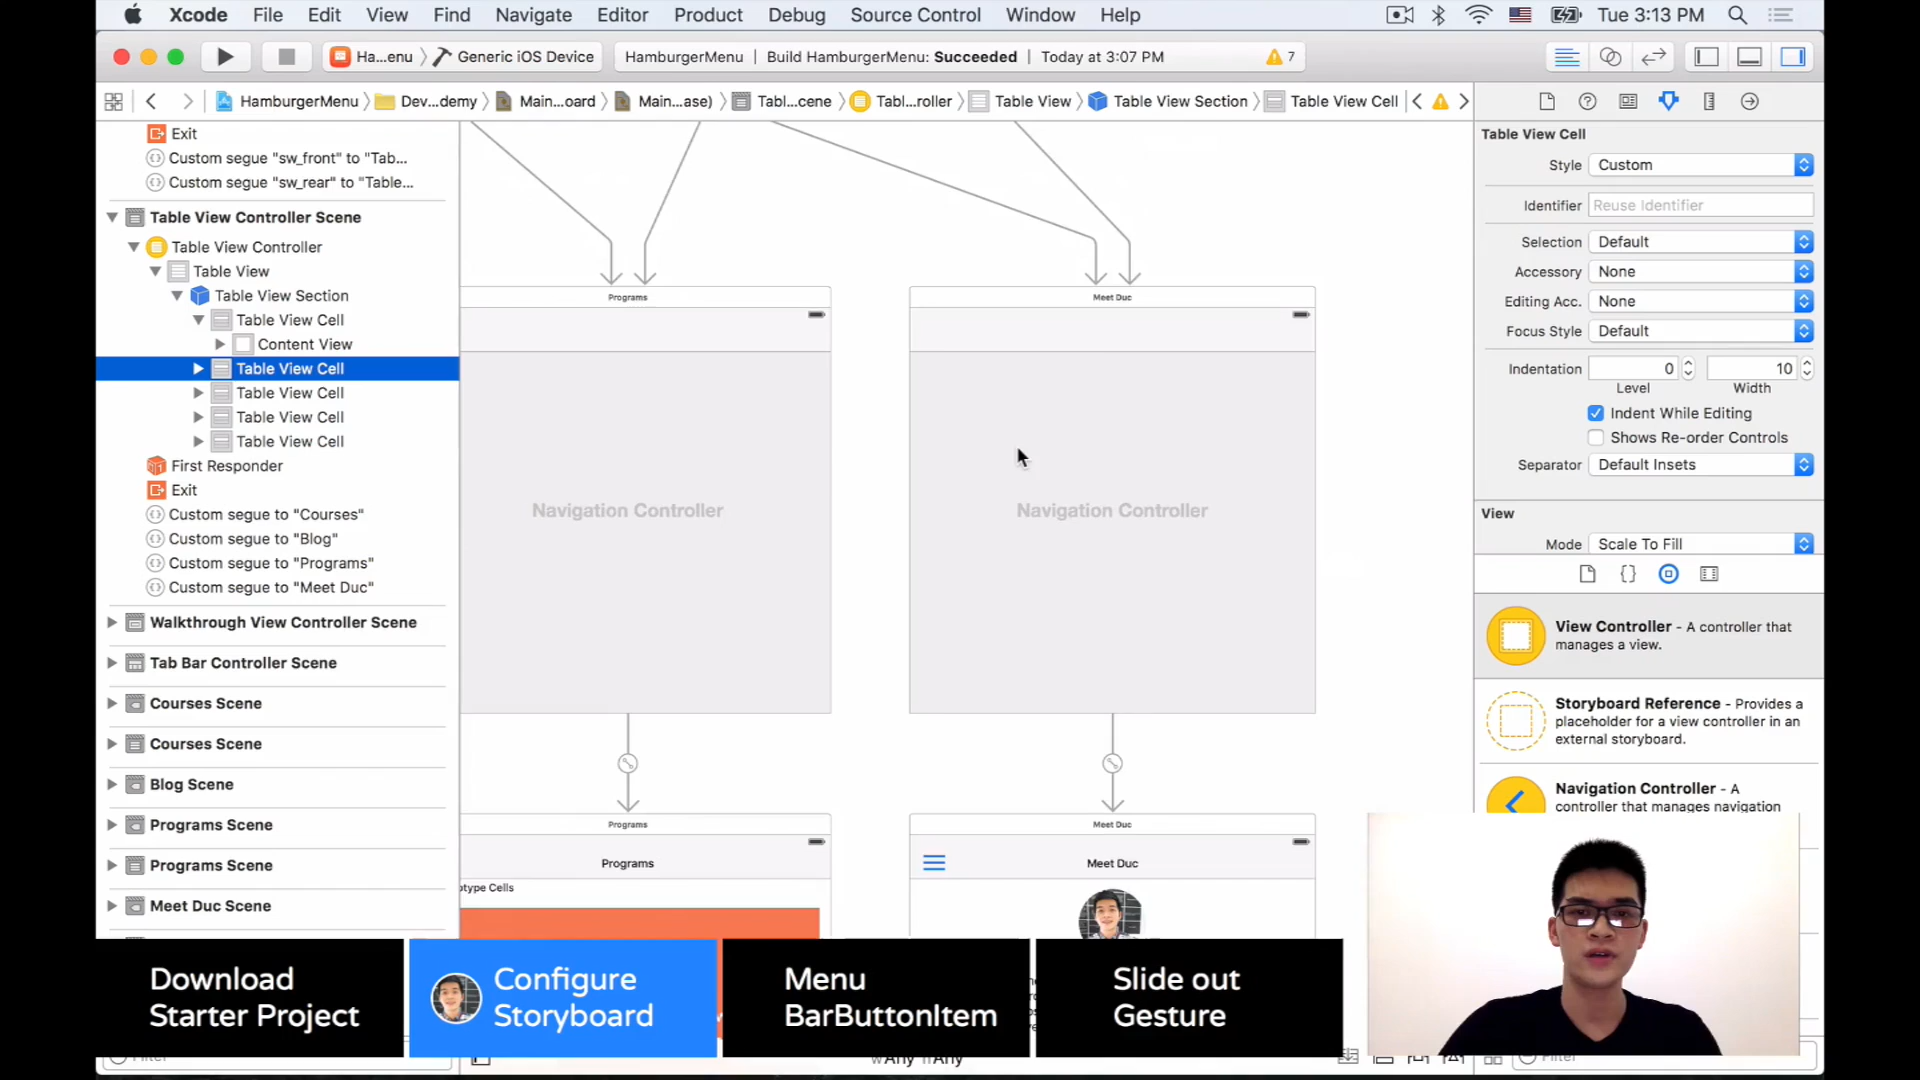 Xcode File Edit View Find Navigate Editor Product Debug Source Control Window Help Tue 3:13 PM
Ha...enu Generic iOS Device HamburgerMenu | Build HamburgerMenu: Succeeded | Today at 3:07 PM 7
HamburgerMenu Dev...demy Main...oard Main...ase) Tabl...cene Tabl...roller Table View Table View Section Table View Cell
Exit
Custom segue "sw_front" to "Tab...
Custom segue "sw_rear" to "Table...
Table View Controller Scene
Table View Controller
Table View
Table View Section
Table View Cell
Content View
Table View Cell
Table View Cell
Table View Cell
Table View Cell
First Responder
Exit
Custom segue to "Courses"
Custom segue to "Blog"
Custom segue to "Programs"
Custom segue to "Meet Duc"
Walkthrough View Controller Scene
Tab Bar Controller Scene
Courses Scene
Courses Scene
Blog Scene
Programs Scene
Programs Scene
Meet Duc Scene
Programs
Navigation Controller
Programs
Programs
otype Cells
Meet Duc
Navigation Controller
Meet Duc
Meet Duc
Table View Cell
Style Custom
Identifier Reuse Identifier
Selection Default
Accessory None
Editing Acc. None
Focus Style Default
Indentation 0 10
Level Width
Indent While Editing
Shows Re-order Controls
Separator Default Insets
View
Mode Scale To Fill
View Controller - A controller that
manages a view.
Storyboard Reference - Provides a
placeholder for a view controller in an
external storyboard.
Navigation Controller - A
controller that manages navigation
Download
Starter Project
Configure
Storyboard
Menu
BarButtonItem
Slide out
Gesture
Filter
wAny hAny
Filter